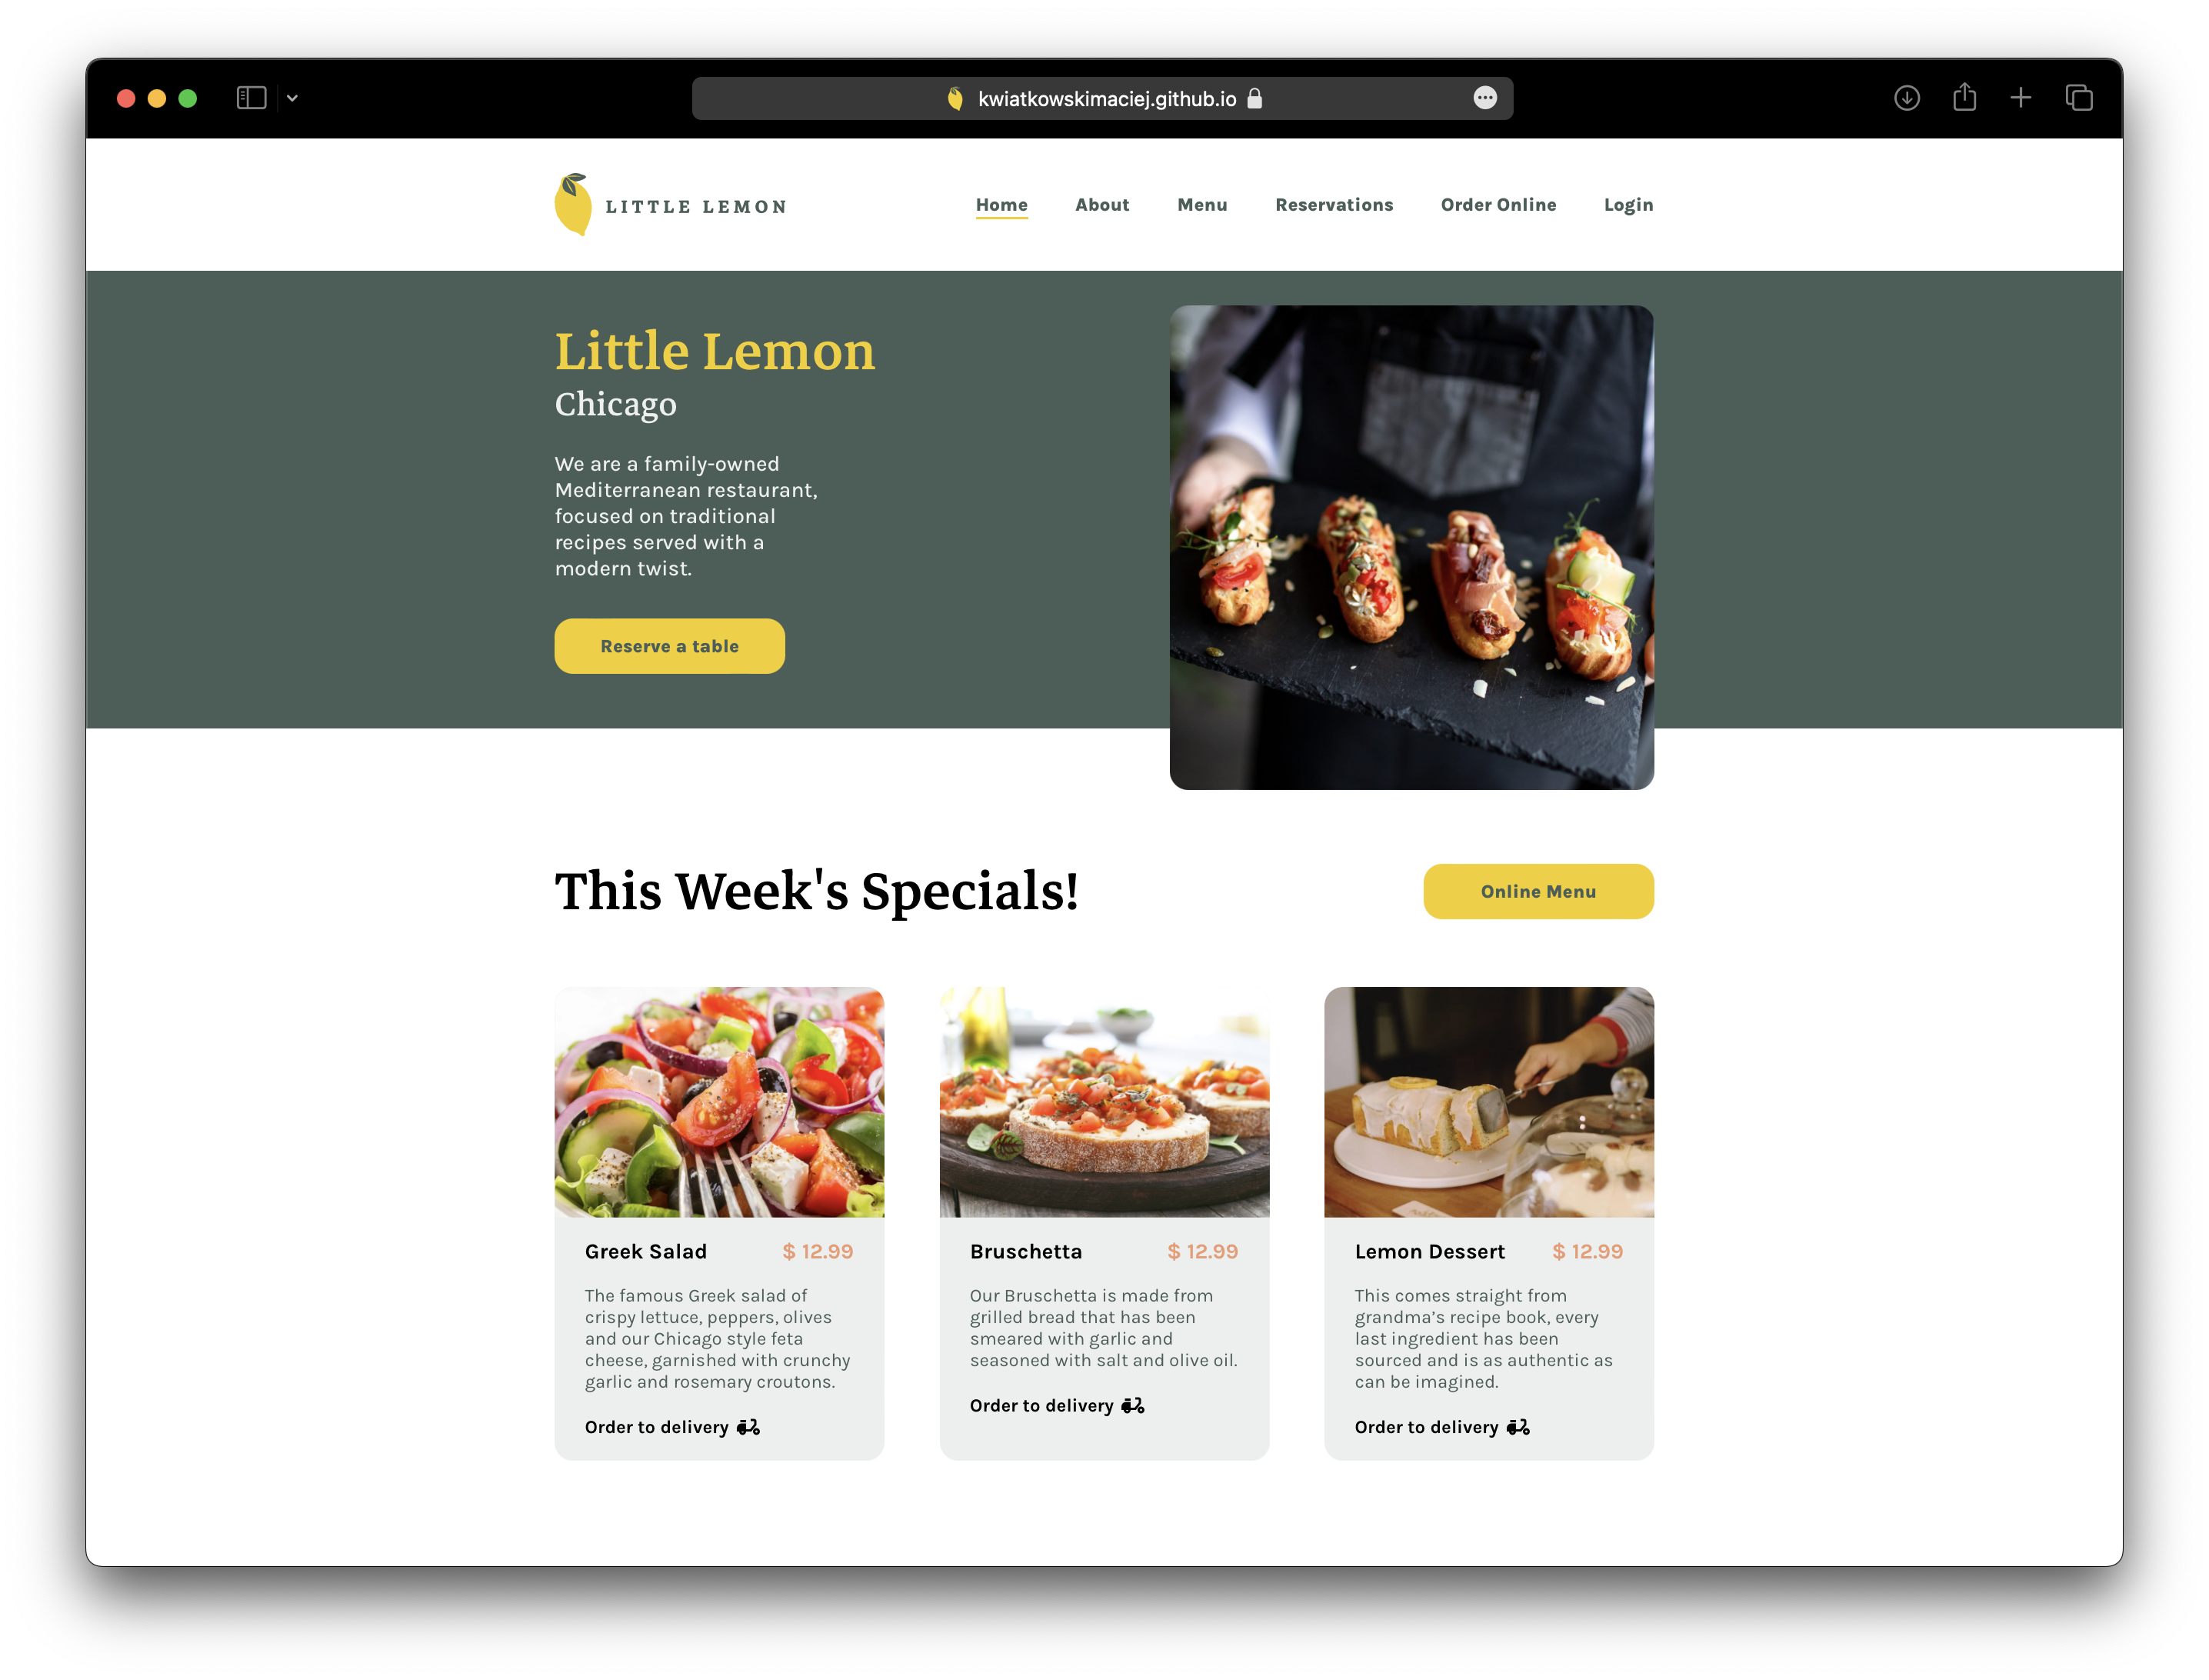 kwiatkowskimaciej.github.io
LITTLE LEMON
Home About Menu Reservations Order Online Login
Little Lemon
Chicago
We are a family-owned
Mediterranean restaurant,
focused on traditional
recipes served with a
modern twist.
Reserve a table
This Week's Specials!
Online Menu
Greek Salad $ 12.99
The famous Greek salad of
crispy lettuce, peppers, olives
and our Chicago style feta
cheese, garnished with crunchy
garlic and rosemary croutons.
Order to delivery
Bruschetta $ 12.99
Our Bruschetta is made from
grilled bread that has been
smeared with garlic and
seasoned with salt and olive oil.
Order to delivery
Lemon Dessert $ 12.99
This comes straight from
grandma’s recipe book, every
last ingredient has been
sourced and is as authentic as
can be imagined.
Order to delivery